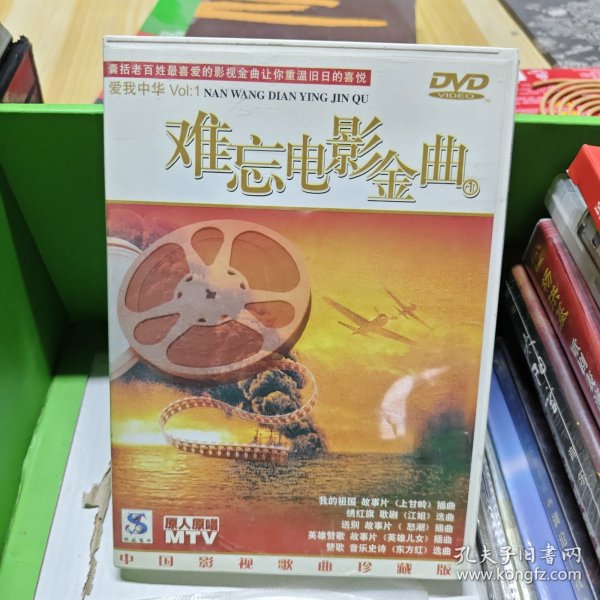 囊括老百姓最喜爱的影视金曲让你重温旧日的喜悦
爱我中华 Vol:1 NAN WANG DIAN YING JIN QU
DVD
VIDEO
难忘电影金曲
我的祖国 故事片《上甘岭》插曲
绣红旗 歌剧《江姐》选曲
送别 故事片《怒潮》插曲
英雄赞歌 故事片《英雄儿女》插曲
赞歌 音乐史诗《东方红》选曲
原人原唱
MTV
中国影视歌曲珍藏版
孔夫子旧书网
www.kongfz.com